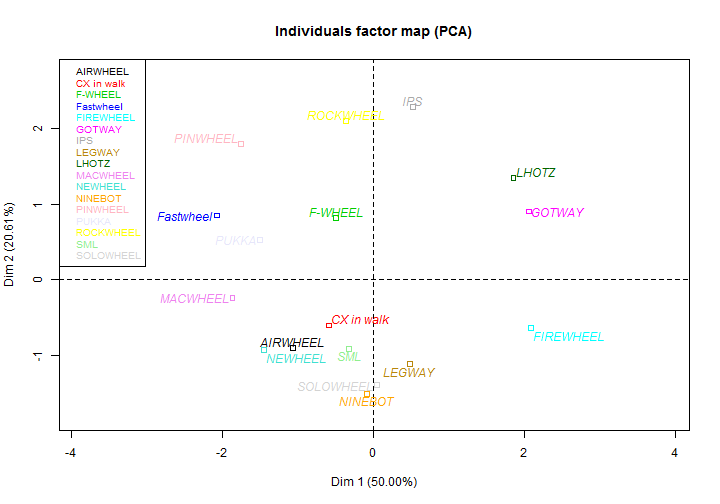 Individuals factor map (PCA)
AIRWHEEL
CX in walk
F-WHEEL
Fastwheel
FIREWHEEL
GOTWAY
IPS
LEGWAY
LHOTZ
MACWHEEL
NEWHEEL
NINEBOT
PINWHEEL
PUKKA
ROCKWHEEL
SML
SOLOWHEEL
IPS
ROCKWHEEL
PINWHEEL
LHOTZ
Fastwheel
F-WHEEL
GOTWAY
PUKKA
MACWHEEL
CX in walk
FIREWHEEL
AIRWHEEL
NEWHEEL
SML
LEGWAY
SOLOWHEEL
NINEBOT
2
1
0
-1
Dim 2 (20.61%)
-4 -2 0 2 4
Dim 1 (50.00%)